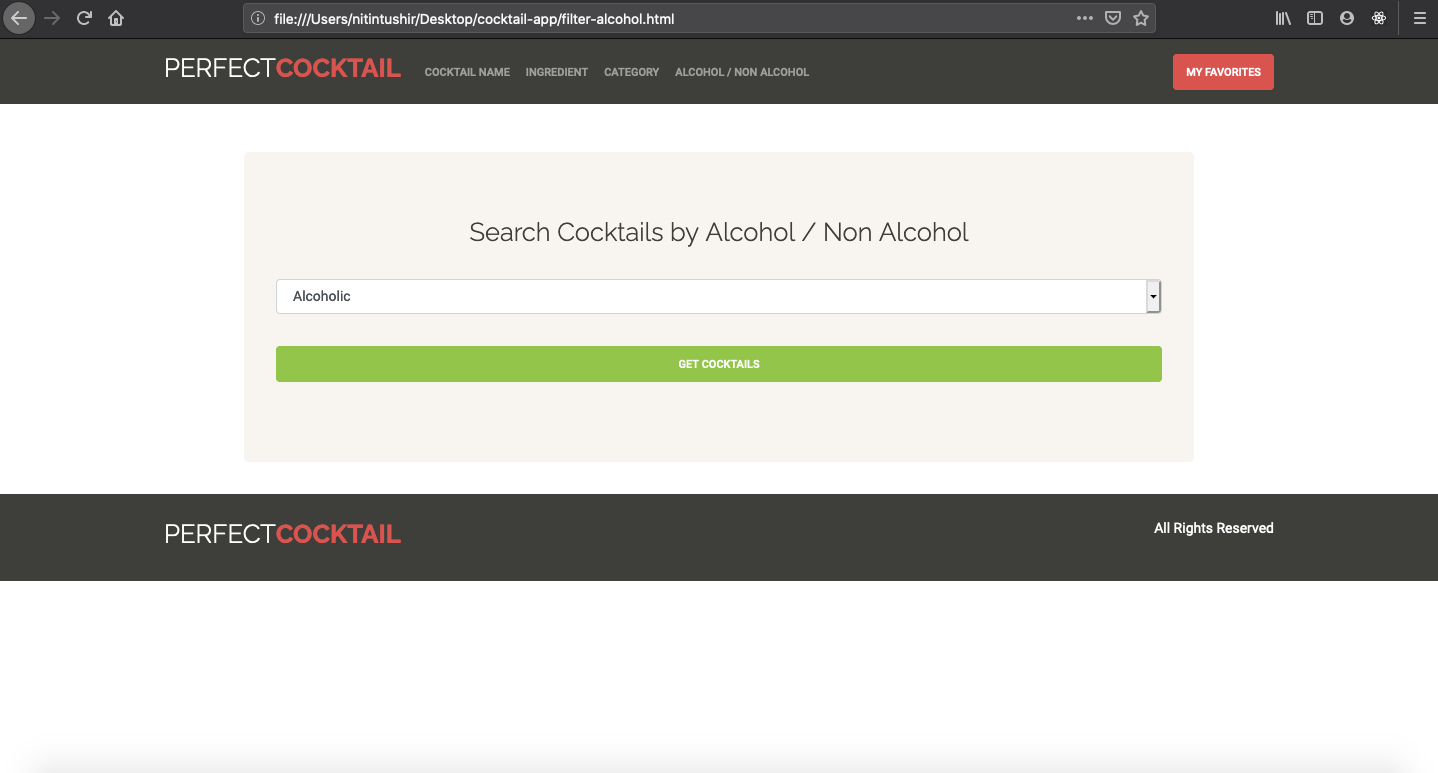 file:///Users/nitintushir/Desktop/cocktail-app/filter-alcohol.html
PERFECTCOCKTAIL COCKTAIL NAME INGREDIENT CATEGORY ALCOHOL / NON ALCOHOL MY FAVORITES
Search Cocktails by Alcohol / Non Alcohol
Alcoholic
GET COCKTAILS
PERFECTCOCKTAIL All Rights Reserved